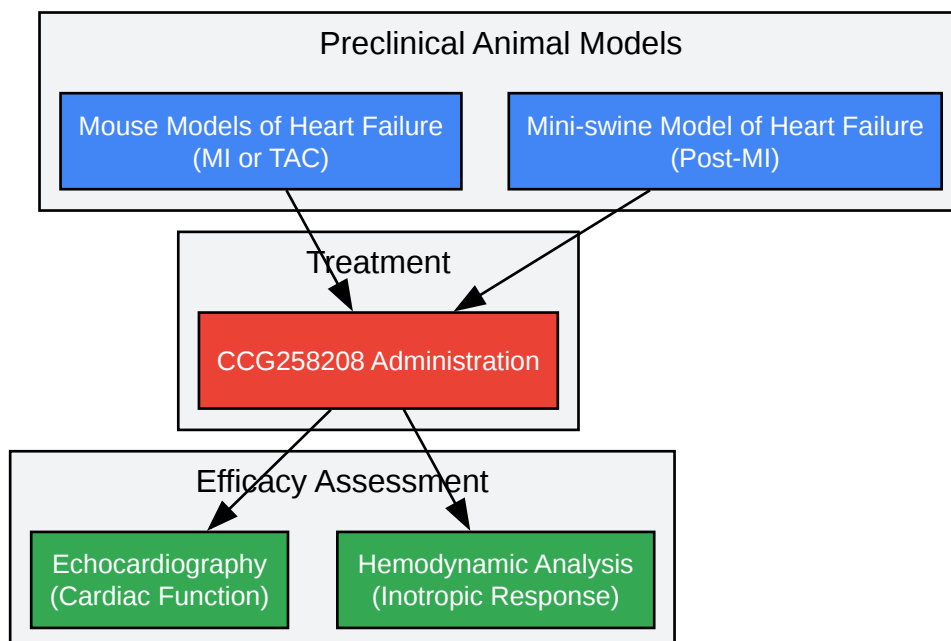 Preclinical Animal Models
Mouse Models of Heart Failure
(MI or TAC)
Mini-swine Model of Heart Failure
(Post-MI)
Treatment
CCG258208 Administration
Efficacy Assessment
Echocardiography
(Cardiac Function)
Hemodynamic Analysis
(Inotropic Response)